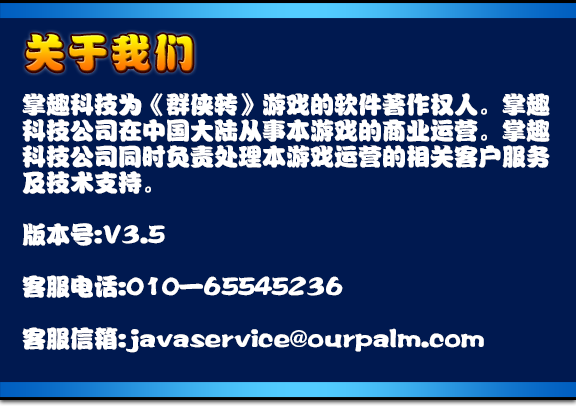 关于我们
掌趣科技为《群侠转》游戏的软件著作权人。掌趣
科技公司在中国大陆从事本游戏的商业运营。掌趣
科技公司同时负责处理本游戏运营的相关客户服务
及技术支持。
版本号:V3.5
客服电话:010—65545236
客服信箱:javaservice@ourpalm.com